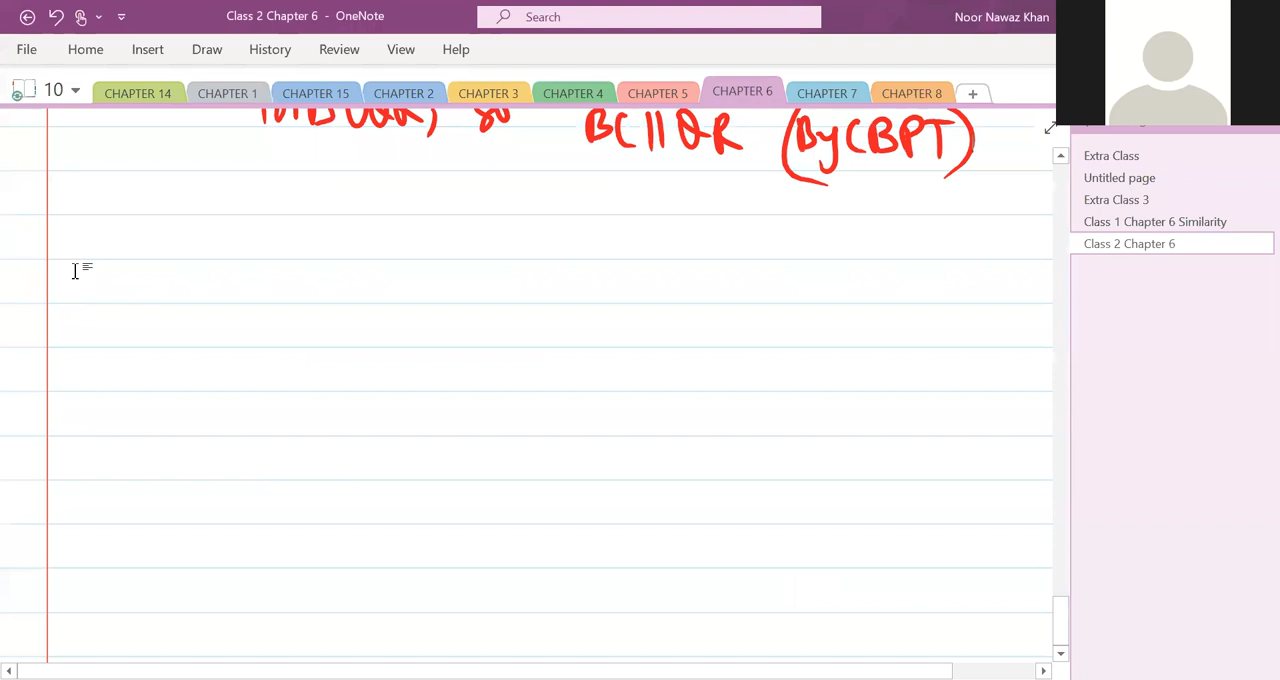 Class 2 Chapter 6 - OneNote
Search
Noor Nawaz Khan
File Home Insert Draw History Review View Help
10 CHAPTER 14 CHAPTER 1 CHAPTER 15 CHAPTER 2 CHAPTER 3 CHAPTER 4 CHAPTER 5 CHAPTER 6 CHAPTER 7 CHAPTER 8 +
so BC || QR (By CBPT)
Extra Class
Untitled page
Extra Class 3
Class 1 Chapter 6 Similarity
Class 2 Chapter 6